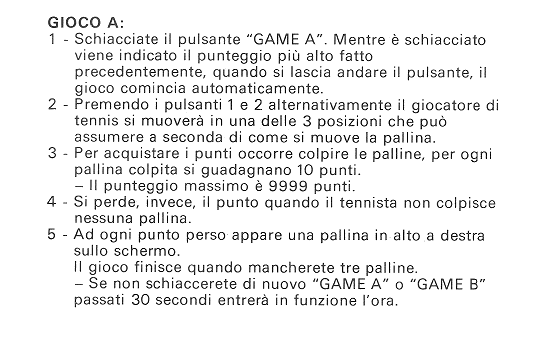 GIOCO A:
1 - Schiacciate il pulsante “GAME A”. Mentre è schiacciato
viene indicato il punteggio più alto fatto
precedentemente, quando si lascia andare il pulsante, il
gioco comincia automaticamente.
2 - Premendo i pulsanti 1 e 2 alternativamente il giocatore di
tennis si muoverà in una delle 3 posizioni che può
assumere a seconda di come si muove la pallina.
3 - Per acquistare i punti occorre colpire le palline, per ogni
pallina colpita si guadagnano 10 punti.
– Il punteggio massimo è 9999 punti.
4 - Si perde, invece, il punto quando il tennista non colpisce
nessuna pallina.
5 - Ad ogni punto perso appare una pallina in alto a destra
sullo schermo.
Il gioco finisce quando mancherete tre palline.
– Se non schiaccerete di nuovo “GAME A” o “GAME B”
passati 30 secondi entrerà in funzione l’ora.